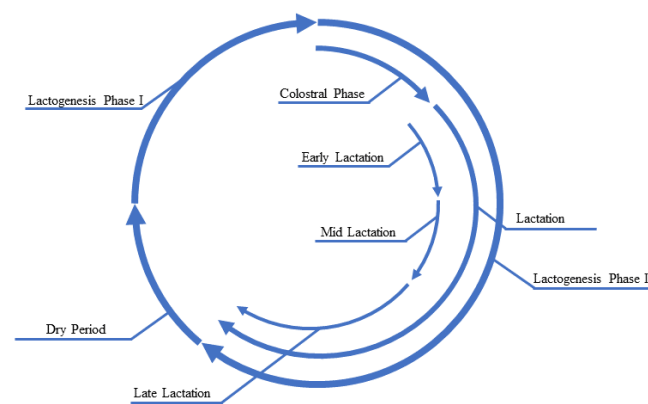 Lactogenesis Phase I
Colostral Phase
Early Lactation
Mid Lactation
Lactation
Lactogenesis Phase I
Dry Period
Late Lactation